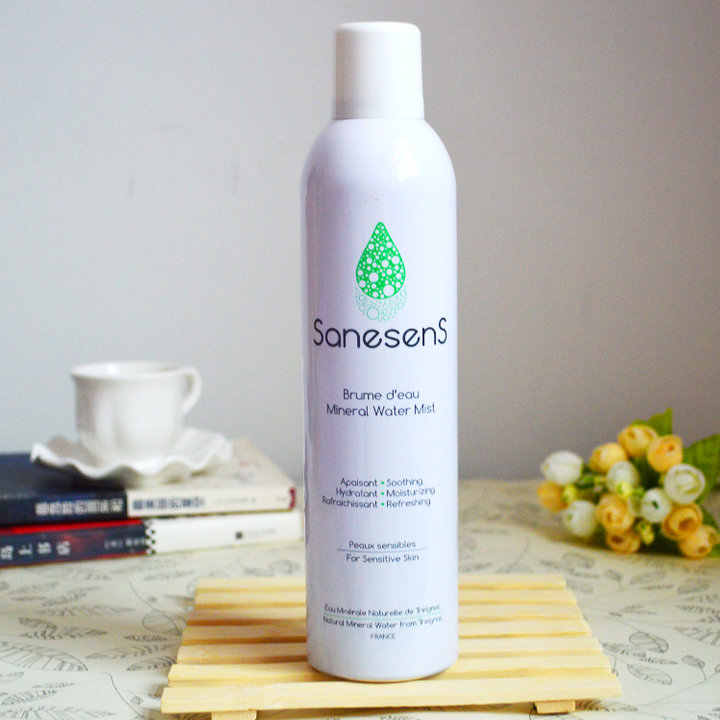 SanesenS
Brume d'eau
Mineral Water Mist
Apaisant • Soothing
Hydratant • Moisturizing
Rafraichissant • Refreshing
Peaux sensibles
For Sensitive Skin
Eau Minérale Naturelle de Treignac
Natural Mineral Water from Treignac
FRANCE